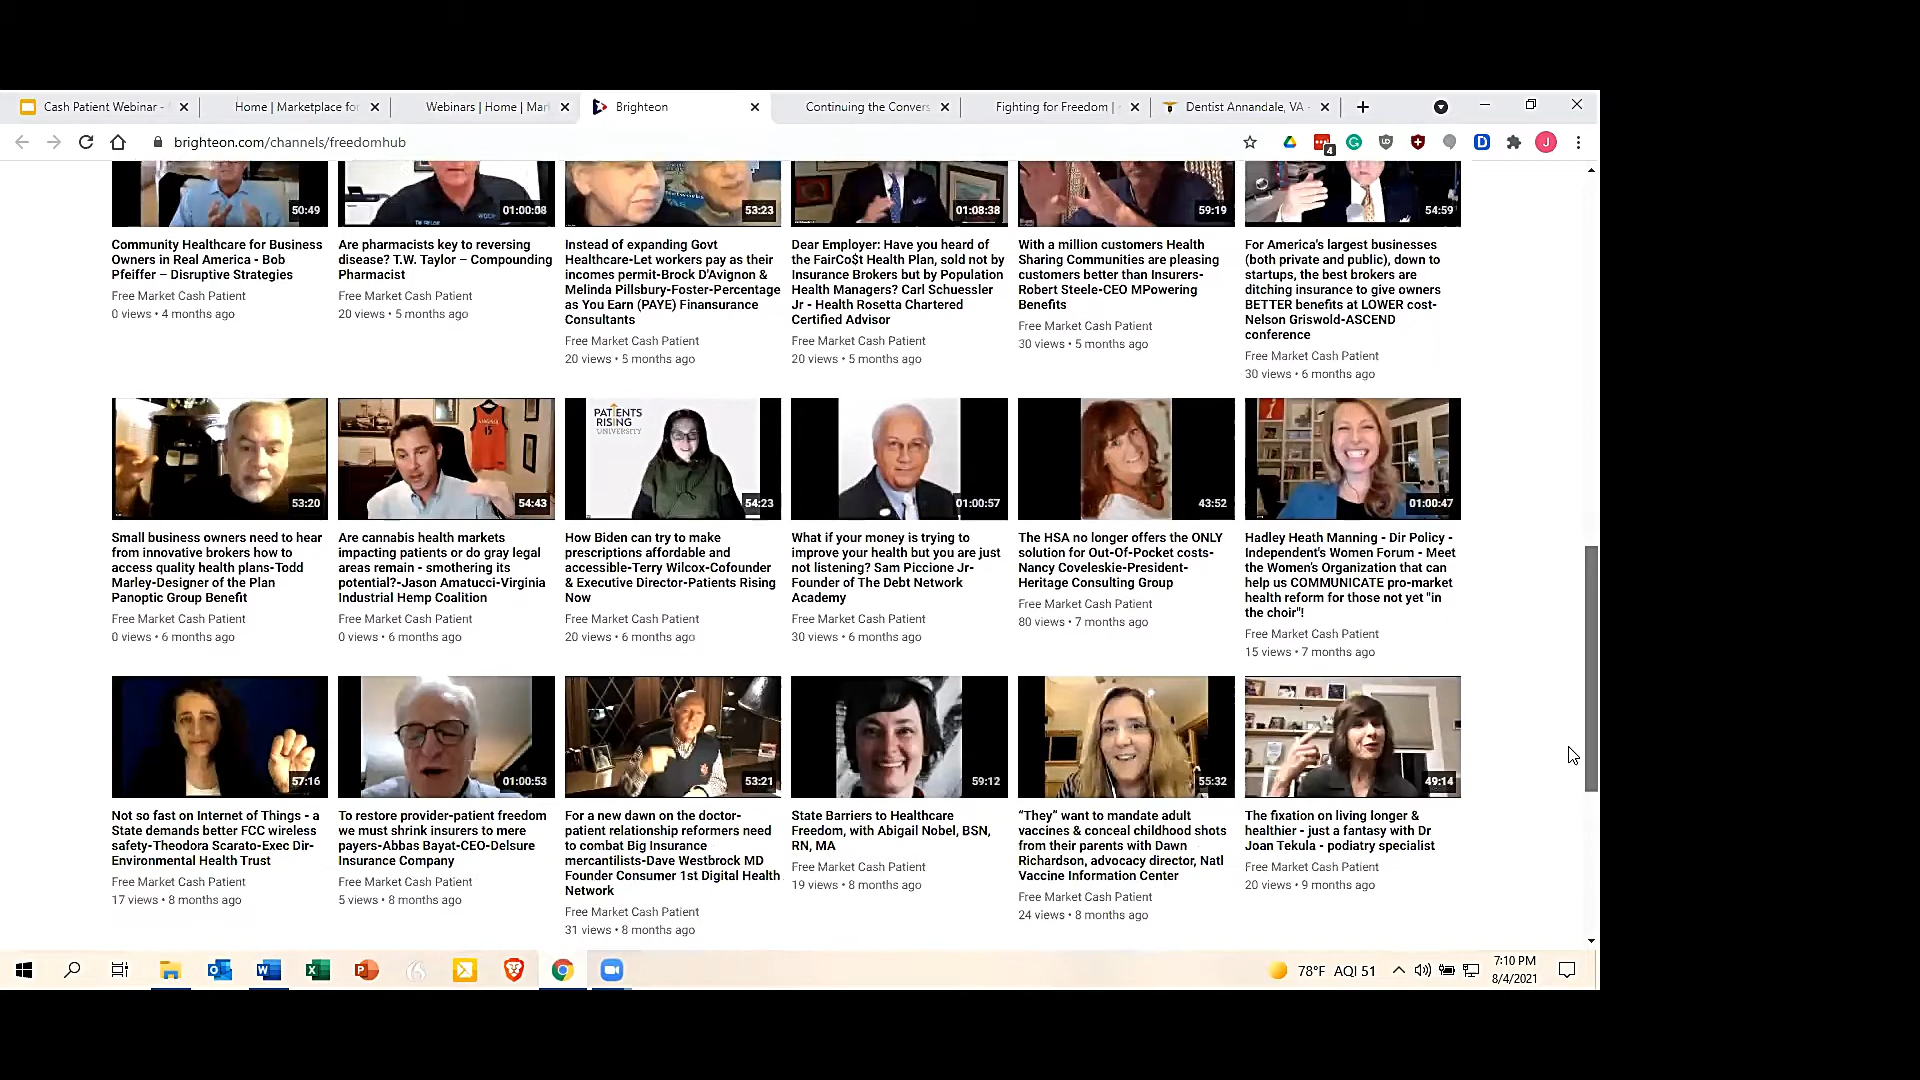 Cash Patient Webinar -
Home | Marketplace for
Webinars | Home | Mark
Brighteon
Continuing the Convers
Fighting for Freedom |
Dentist Annandale, VA -
brighteon.com/channels/freedomhub
4
J
50:49
01:00:08
53:23
01:08:38
59:19
54:59
Community Healthcare for Business
Owners in Real America - Bob
Pfeiffer – Disruptive Strategies
Free Market Cash Patient
0 views • 4 months ago
Are pharmacists key to reversing
disease? T.W. Taylor – Compounding
Pharmacist
Free Market Cash Patient
20 views • 5 months ago
Instead of expanding Govt
Healthcare-Let workers pay as their
incomes permit-Brock D'Avignon &
Melinda Pillsbury-Foster-Percentage
as You Earn (PAYE) Finansurance
Consultants
Free Market Cash Patient
20 views • 5 months ago
Dear Employer: Have you heard of
the FairCo$t Health Plan, sold not by
Insurance Brokers but by Population
Health Managers? Carl Schuessler
Jr - Health Rosetta Chartered
Certified Advisor
Free Market Cash Patient
20 views • 5 months ago
With a million customers Health
Sharing Communities are pleasing
customers better than Insurers-
Robert Steele-CEO MPowering
Benefits
Free Market Cash Patient
30 views • 5 months ago
For America's largest businesses
(both private and public), down to
startups, the best brokers are
ditching insurance to give owners
BETTER benefits at LOWER cost-
Nelson Griswold-ASCEND
conference
Free Market Cash Patient
30 views • 6 months ago
53:20
54:43
PATIENTS
RISING
UNIVERSITY
54:23
01:00:57
43:52
01:00:47
Small business owners need to hear
from innovative brokers how to
access quality health plans-Todd
Marley-Designer of the Plan
Panoptic Group Benefit
Free Market Cash Patient
0 views • 6 months ago
Are cannabis health markets
impacting patients or do gray legal
areas remain - smothering its
potential?-Jason Amatucci-Virginia
Industrial Hemp Coalition
Free Market Cash Patient
0 views • 6 months ago
How Biden can try to make
prescriptions affordable and
accessible-Terry Wilcox-Cofounder
& Executive Director-Patients Rising
Now
Free Market Cash Patient
20 views • 6 months ago
What if your money is trying to
improve your health but you are just
not listening? Sam Piccione Jr-
Founder of The Debt Network
Academy
Free Market Cash Patient
30 views • 6 months ago
The HSA no longer offers the ONLY
solution for Out-Of-Pocket costs-
Nancy Coveleskie-President-
Heritage Consulting Group
Free Market Cash Patient
80 views • 7 months ago
Hadley Heath Manning - Dir Policy -
Independent's Women Forum - Meet
the Women's Organization that can
help us COMMUNICATE pro-market
health reform for those not yet "in
the choir"!
Free Market Cash Patient
15 views • 7 months ago
57:16
01:00:53
53:21
59:12
55:32
49:14
Not so fast on Internet of Things - a
State demands better FCC wireless
safety-Theodora Scarato-Exec Dir-
Environmental Health Trust
Free Market Cash Patient
17 views • 8 months ago
To restore provider-patient freedom
we must shrink insurers to mere
payers-Abbas Bayat-CEO-Delsure
Insurance Company
Free Market Cash Patient
5 views • 8 months ago
For a new dawn on the doctor-
patient relationship reformers need
to combat Big Insurance
mercantilists-Dave Westbrock MD
Founder Consumer 1st Digital Health
Network
Free Market Cash Patient
31 views • 8 months ago
State Barriers to Healthcare
Freedom, with Abigail Nobel, BSN,
RN, MA
Free Market Cash Patient
19 views • 8 months ago
“They” want to mandate adult
vaccines & conceal childhood shots
from their parents with Dawn
Richardson, advocacy director, Natl
Vaccine Information Center
Free Market Cash Patient
24 views • 8 months ago
The fixation on living longer &
healthier - just a fantasy with Dr
Joan Tekula - podiatry specialist
Free Market Cash Patient
20 views • 9 months ago
78°F AQI 51
7:10 PM
8/4/2021